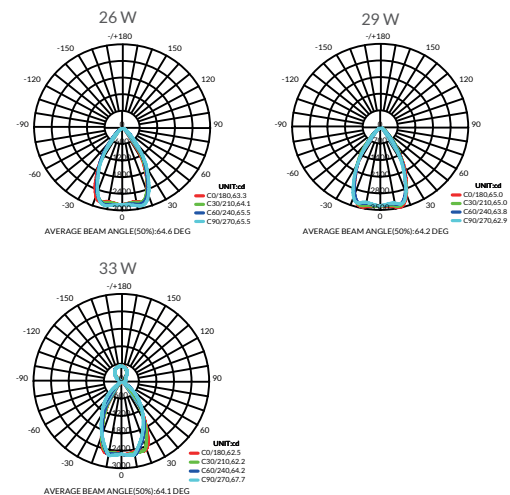 26 W
-/+180
-150 150
-120 120
-90 90
-60 60
-30 30
0
2400
3000
UNIT:cd
C0/180,63.3
C30/210,64.1
C60/240,65.5
C90/270,65.5
AVERAGE BEAM ANGLE(50%):64.6 DEG
29 W
-/+180
-150 150
-120 120
-90 90
-60 60
-30 30
0
2800
3500
UNIT:cd
C0/180,65.0
C30/210,65.0
C60/240,63.8
C90/270,62.9
AVERAGE BEAM ANGLE(50%):64.2 DEG
33 W
-/+180
-150 150
-120 120
-90 90
-60 60
-30 30
0
2400
3000
UNIT:cd
C0/180,62.5
C30/210,62.2
C60/240,64.2
C90/270,67.7
AVERAGE BEAM ANGLE(50%):64.1 DEG